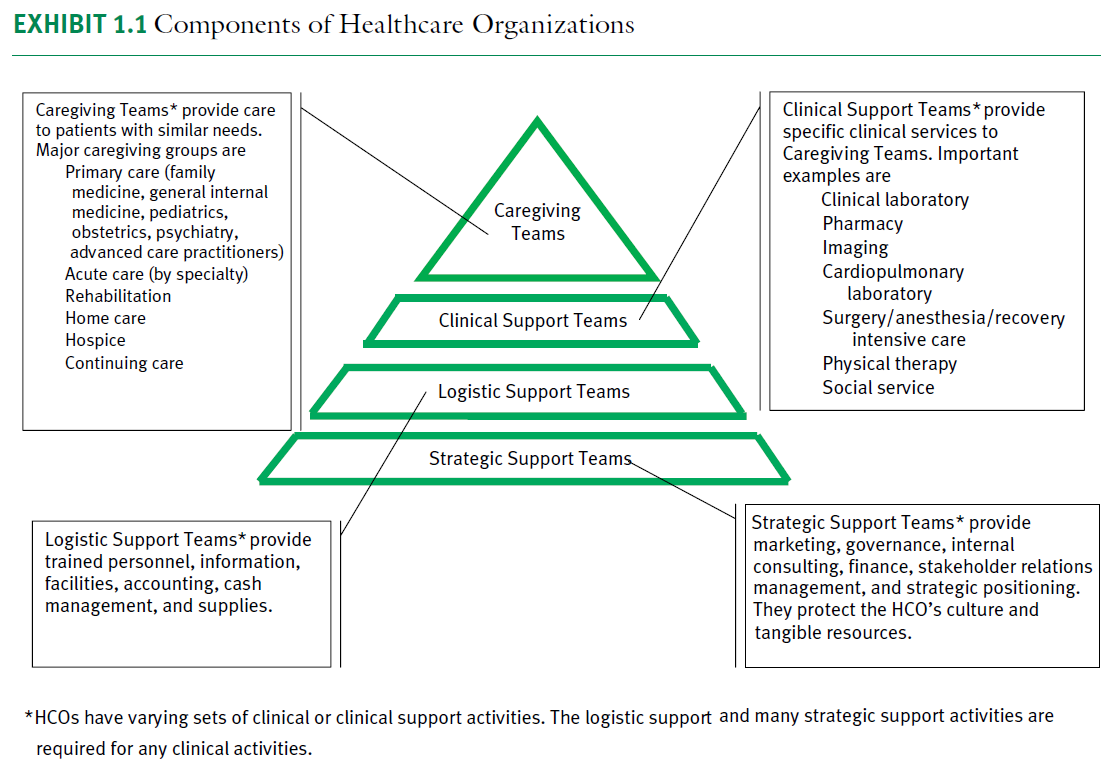 EXHIBIT 1.1 Components of Healthcare Organizations
Caregiving Teams* provide care
to patients with similar needs.
Major caregiving groups are
Primary care (family
medicine, general internal
medicine, pediatrics,
obstetrics, psychiatry,
advanced care practitioners)
Acute care (by specialty)
Rehabilitation
Home care
Hospice
Continuing care
Clinical Support Teams* provide
specific clinical services to
Caregiving Teams. Important
examples are
Clinical laboratory
Pharmacy
Imaging
Cardiopulmonary
laboratory
Surgery/anesthesia/recovery
intensive care
Physical therapy
Social service
Caregiving
Teams
Clinical Support Teams
Logistic Support Teams
Strategic Support Teams
Logistic Support Teams* provide
trained personnel, information,
facilities, accounting, cash
management, and supplies.
Strategic Support Teams* provide
marketing, governance, internal
consulting, finance, stakeholder relations
management, and strategic positioning.
They protect the HCO's culture and
tangible resources.
*HCOs have varying sets of clinical or clinical support activities. The logistic support and many strategic support activities are
required for any clinical activities.